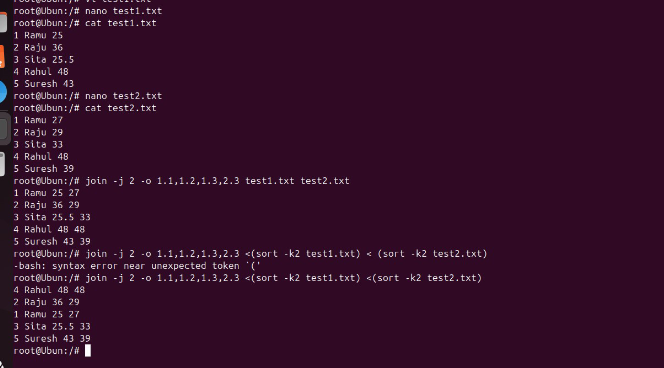 root@Ubun:/# nano test1.txt
root@Ubun:/# cat test1.txt
1 Ramu 25
2 Raju 36
3 Sita 25.5
4 Rahul 48
5 Suresh 43
root@Ubun:/# nano test2.txt
root@Ubun:/# cat test2.txt
1 Ramu 27
2 Raju 29
3 Sita 33
4 Rahul 48
5 Suresh 39
root@Ubun:/# join -j 2 -o 1.1,1.2,1.3,2.3 test1.txt test2.txt
1 Ramu 25 27
2 Raju 36 29
3 Sita 25.5 33
4 Rahul 48 48
5 Suresh 43 39
root@Ubun:/# join -j 2 -o 1.1,1.2,1.3,2.3 <(sort -k2 test1.txt) < (sort -k2 test2.txt)
-bash: syntax error near unexpected token `('
root@Ubun:/# join -j 2 -o 1.1,1.2,1.3,2.3 <(sort -k2 test1.txt) <(sort -k2 test2.txt)
4 Rahul 48 48
2 Raju 36 29
1 Ramu 25 27
3 Sita 25.5 33
5 Suresh 43 39
root@Ubun:/#